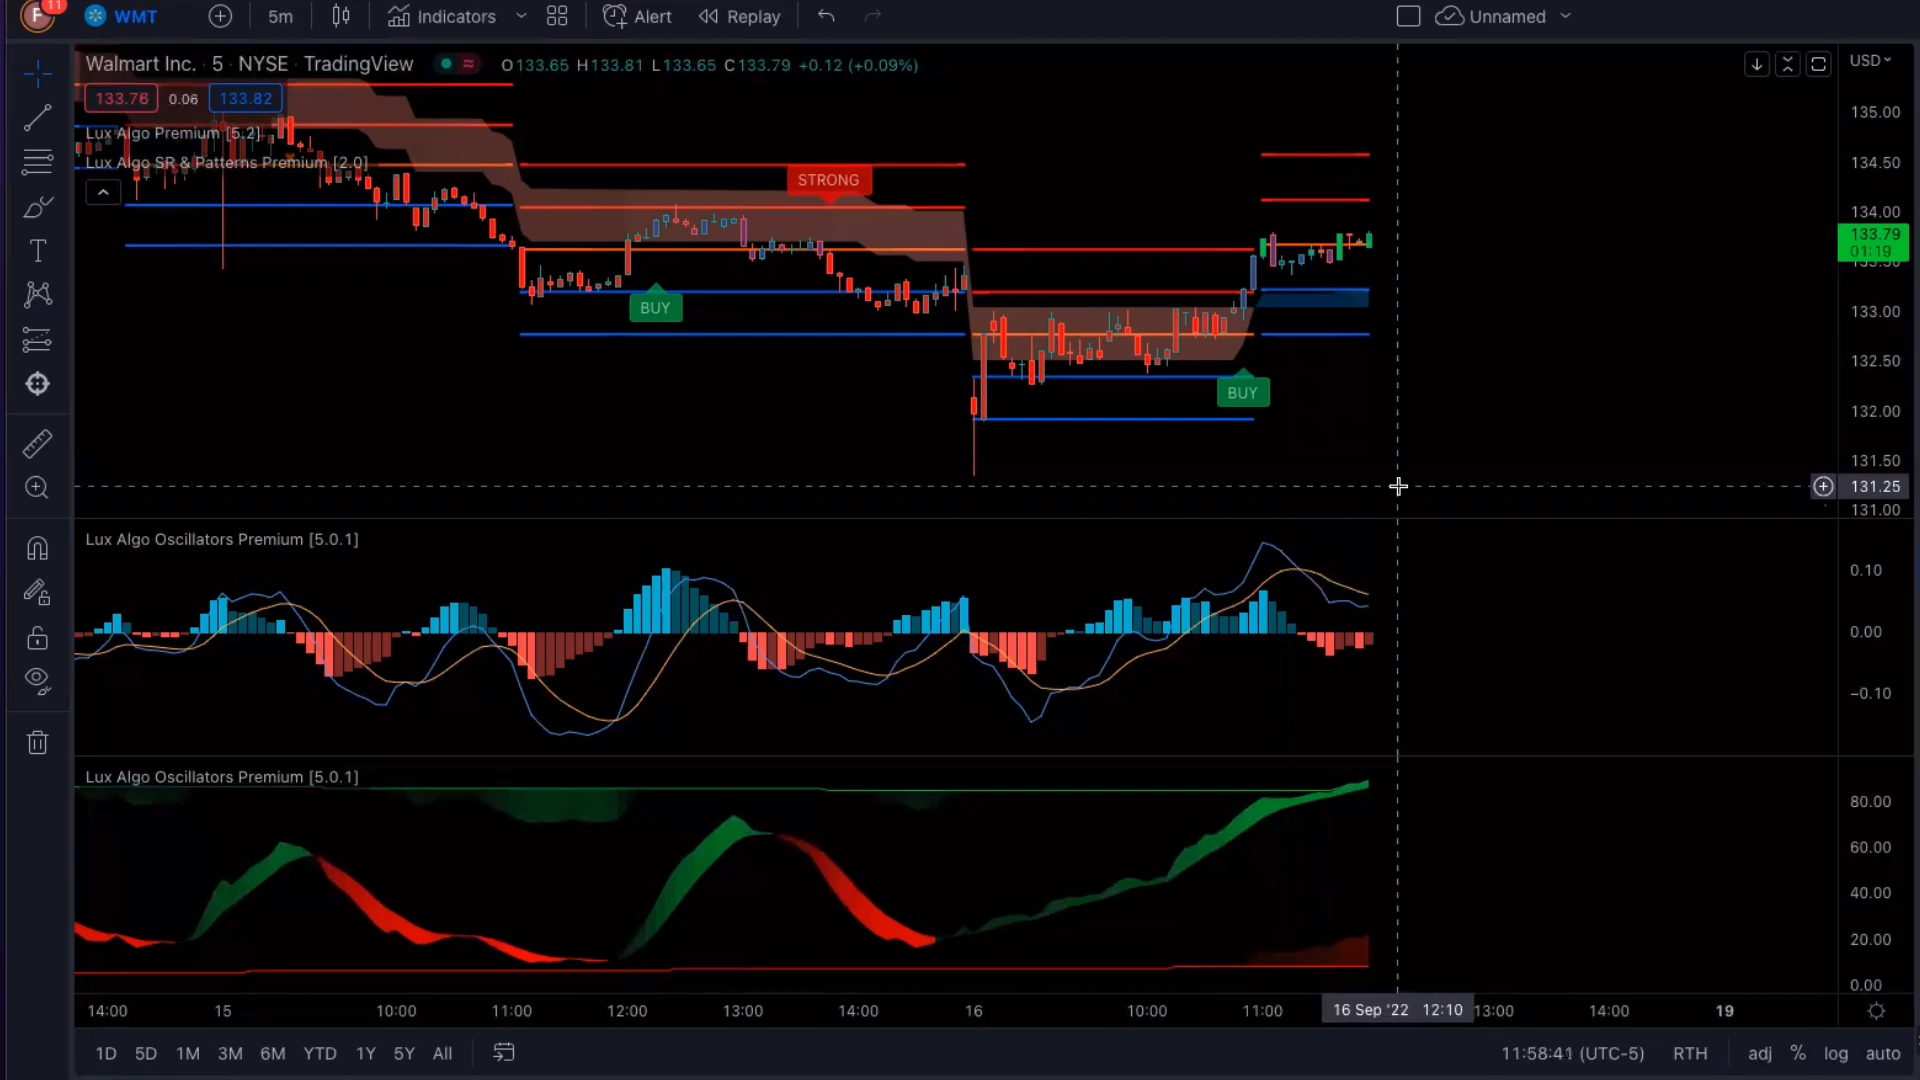 F 11 WMT 5m Indicators Alert Replay Unnamed
Walmart Inc. · 5 · NYSE · TradingView O133.65 H133.81 L133.65 C133.79 +0.12 (+0.09%)
USD
133.76 0.06 133.82
Lux Algo Premium [5.2]
Lux Algo SR & Patterns Premium [2.0]
STRONG
BUY
BUY
135.00
134.50
134.00
133.79
01:19
133.50
133.00
132.50
132.00
131.50
131.25
131.00
Lux Algo Oscillators Premium [5.0.1]
0.10
0.00
−0.10
Lux Algo Oscillators Premium [5.0.1]
80.00
60.00
40.00
20.00
0.00
14:00 15 10:00 11:00 12:00 13:00 14:00 16 10:00 11:00 16 Sep '22 12:10 13:00 14:00 19
1D 5D 1M 3M 6M YTD 1Y 5Y All 11:58:41 (UTC-5) RTH adj % log auto